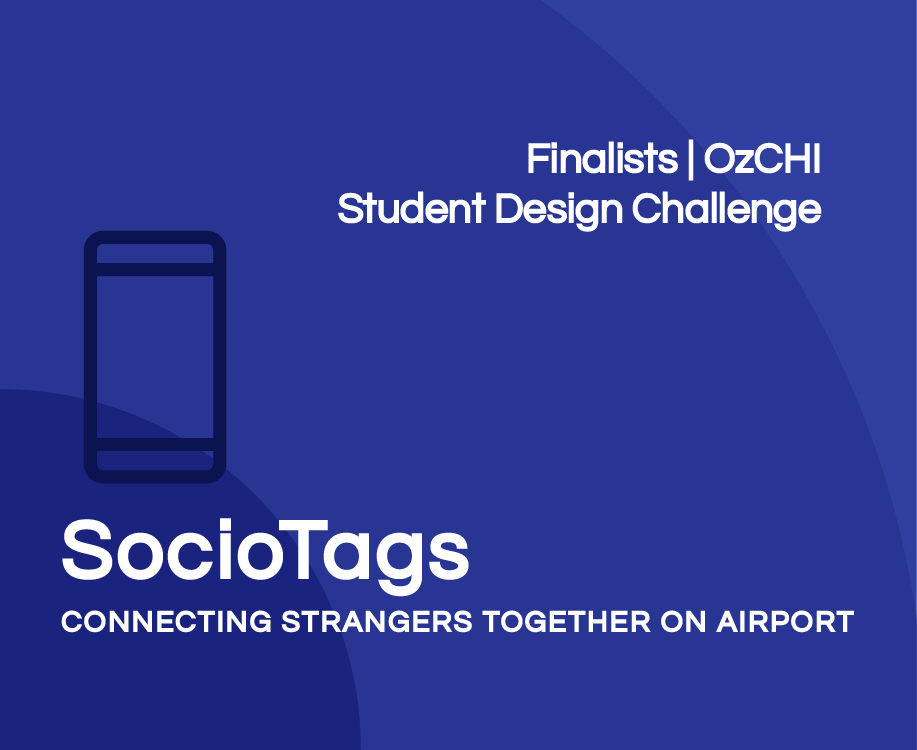 Finalists | OzCHI
Student Design Challenge
SocioTags
CONNECTING STRANGERS TOGETHER ON AIRPORT